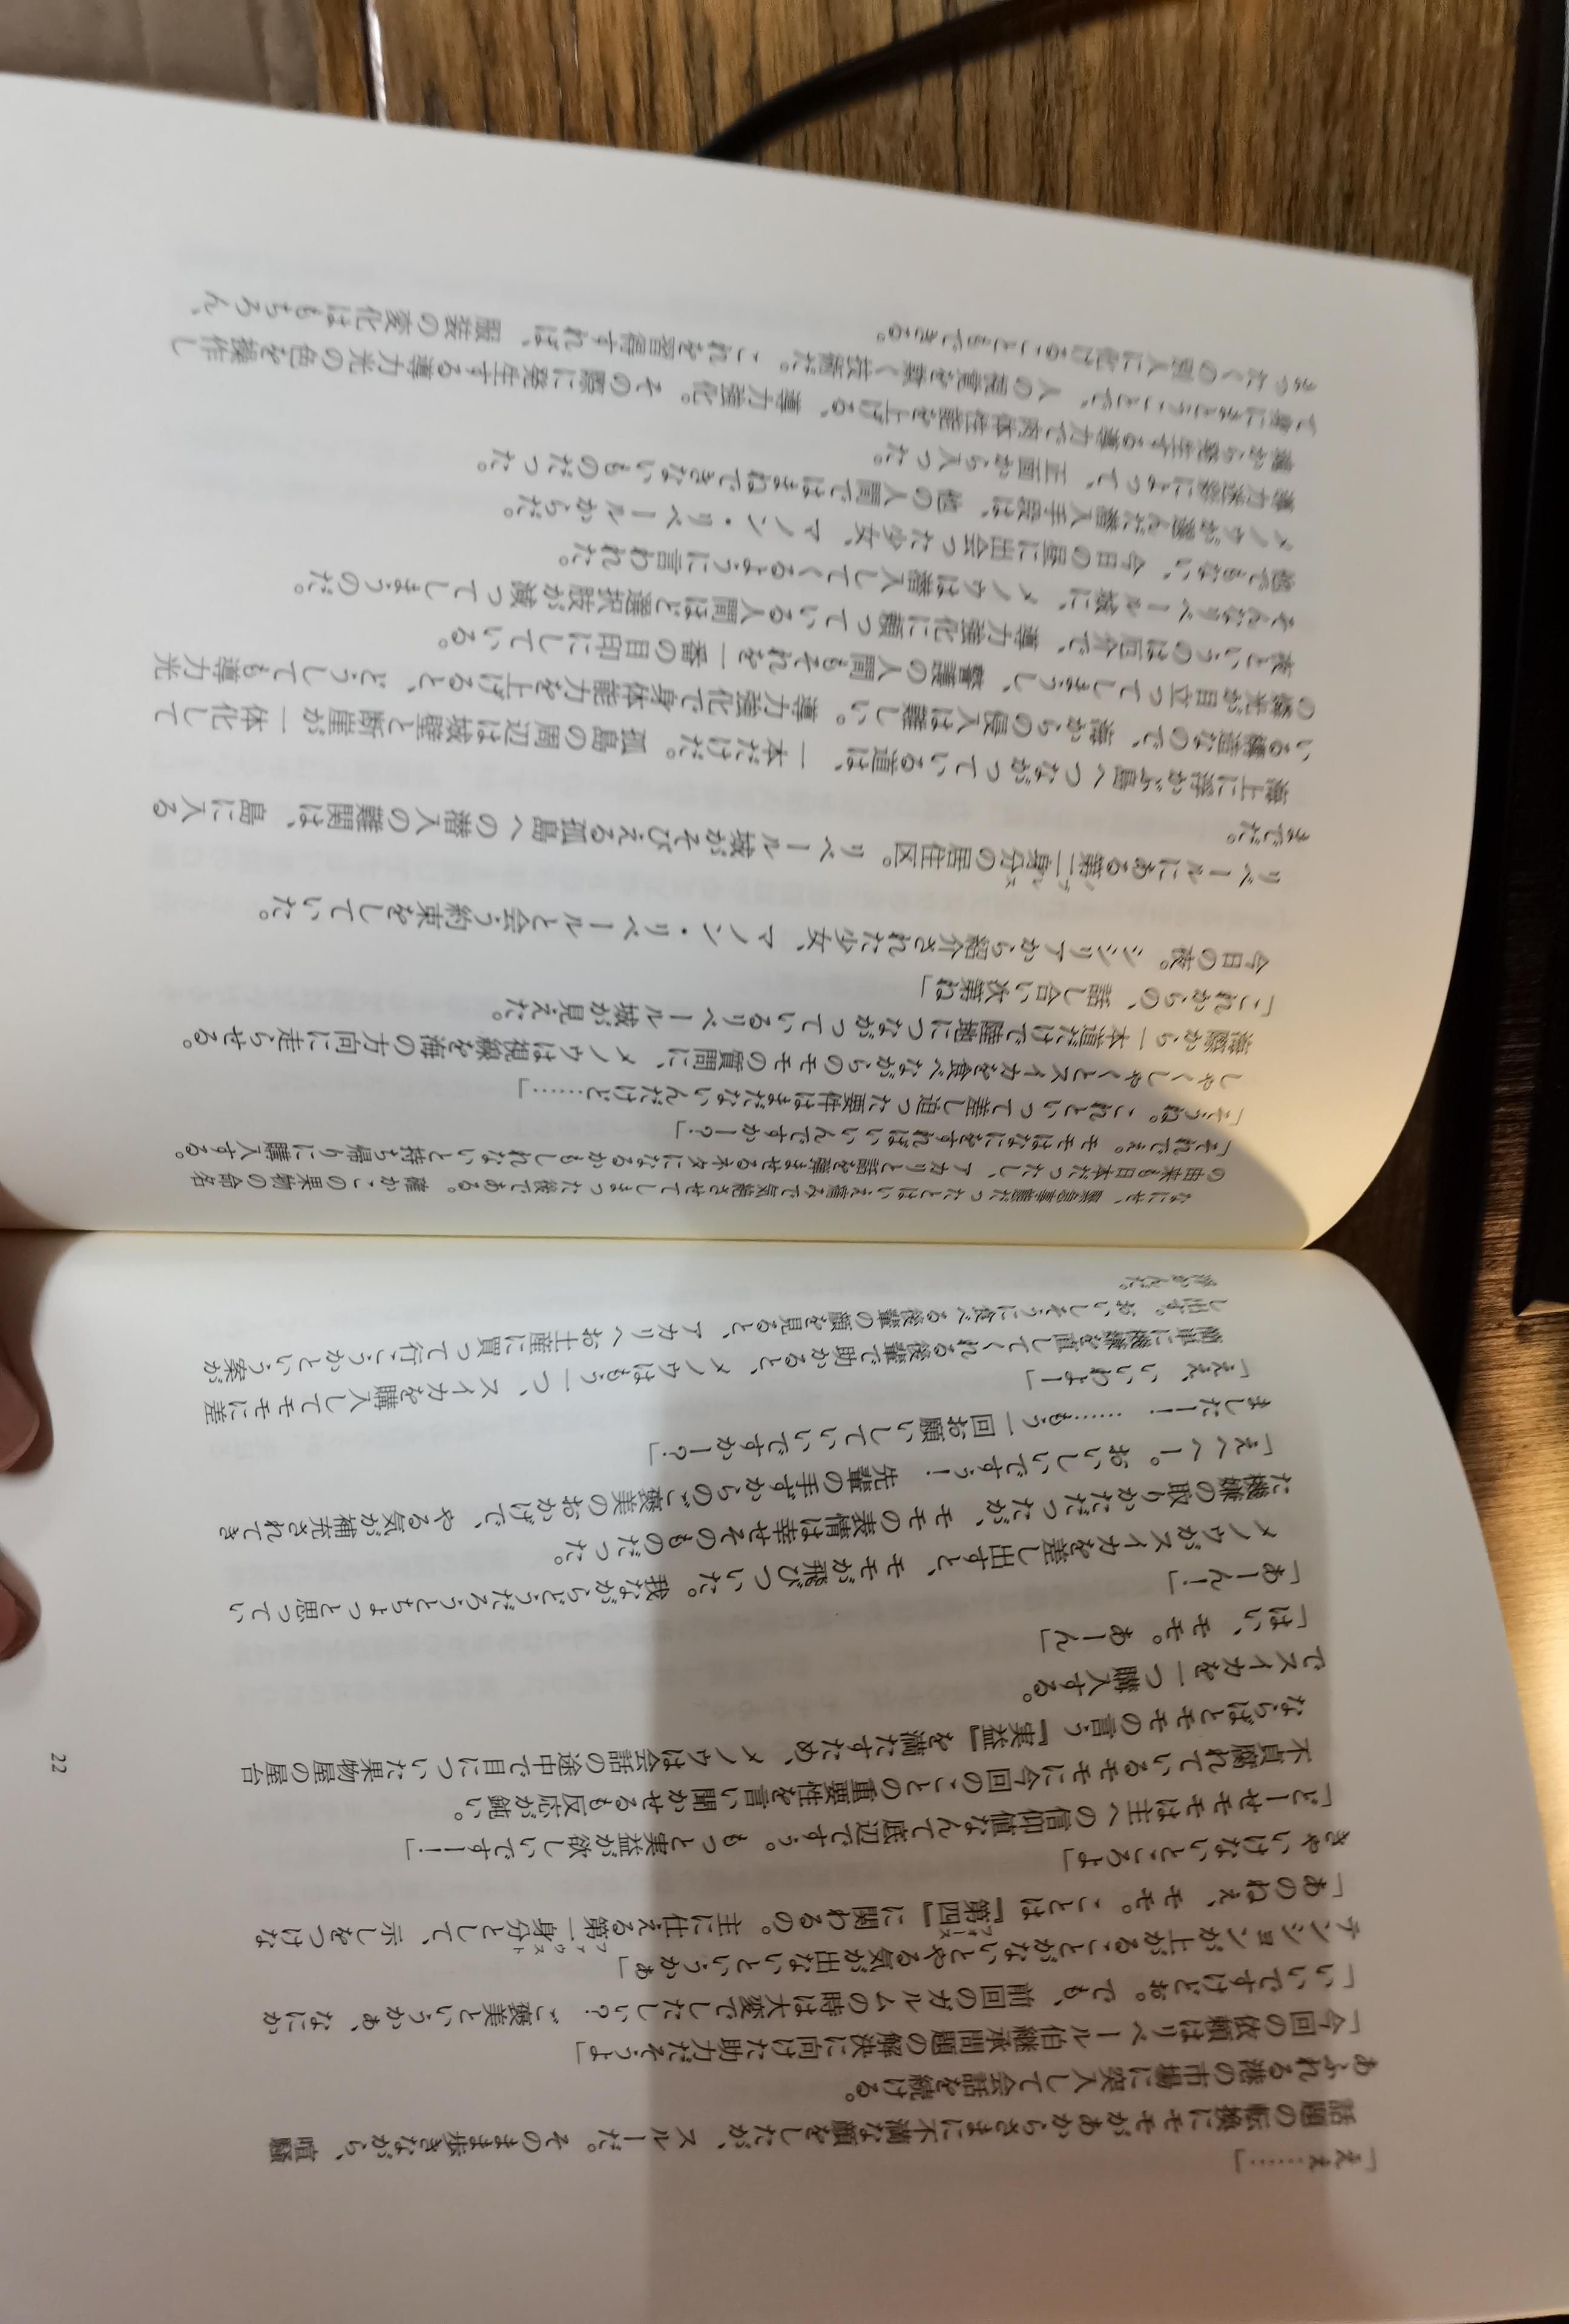 「ええ……」
話題の転換にモモがあからさまに不満な顔をしたが、スルーだ。そのまま歩きながら、喧騒
あふれる港の市場に突入して会話を続ける。
「今回の依頼はリベール伯継承問題の解決に向けた助力だそうよ」
「いいですけどぉ。でも、前回のガルムの時は大変でしたしぃ？　ご褒美というかぁ、なにか
テンションが上がることがないとやる気が出ないというかぁ」
「あのねぇ、モモ。ことは『第四』に関わるの。主に仕える第一身分として、示しをつけな
フォース
ファウスト
きゃいけないところよ」
「どーせモモは主への信仰値なんて底辺ですぅ。もっと実益が欲しいですー！」
不貞腐れているモモに今回のことの重要性を言い聞かせるも反応が鈍い。
ならばとモモの言う『実益』を満たすため、メノウは会話の途中で目についた果物屋の屋台
でスイカを一つ購入する。
「はい、モモ。あーん」
「あーん！」
メノウがスイカを差し出すと、モモが飛びついた。我ながらどうだろうとちょっと思ってい
た機嫌の取りかただったが、モモの表情は幸せそのものだった。
「えへへー。おいしいですぅ！　先輩の手ずからのご褒美のおかげで、やる気が補充されてき
ましたー！　……もう一回お願いしていいですかー？」
「ええ、いいわよー」
簡単に機嫌を直してくれる後輩で助かると、メノウはもう一つ、スイカを購入してモモに差
し出す。おいしそうに食べる後輩の顔を見ると、アカリへお土産に買って行こうかという案が
浮かんだ。
22
なにせ、緊急事態だったとはいえ痛みで気絶させてしまった後である。確かこの果物の命名
の由来も日本だったし、アカリと話を弾ませるネタになるかもしれないと持ち帰りに購入する。
「それでぇ。モモはなにをすればいいんですかー？」
「そうね。これといって差し迫った要件はまだないんだけど……」
しゃくしゃくとスイカを食べながらのモモの質問に、メノウは視線を海の方向に走らせる。
海際から一本道だけで陸地につながっているリベール城が見えた。
「これからの、話し合い次第ね」
今日の夜。シシリアから紹介された少女、マノン・リベールと会う約束をしていた。
リベールにある第二身分の居住区。リベール城がそびえる孤島への潜入の難関は、島に入る
ノブレス
までだ。
海上に浮かぶ島へつながっている道は、一本だけだ。孤島の周辺は城壁と断崖が一体化して
いる構造なので、海からの侵入は難しい。導力強化で身体能力を上げると、どうしても導力光
の燐光が目立ってしまうし、警護の人間もそれを一番の目印にしている。
夜というのは厄介で、導力強化に頼っている人間ほど選択肢が減ってしまうのだ。
そんなリベール城に、メノウは潜入してくるように言われた。
他でもない、今日の昼に出会った少女、マノン・リベールからだ。
メノウが選んだ潜入手段は、他の人間ではまねできないものだった。
導力迷彩によって、正面から入った。
魂から発生する導力で肉体性能を上げる、導力強化。その際に発生する導力光の色を操作し
て身にまとうことで、人の視覚を欺く技術だ。これを習得すれば、服装の変化はもちろん、
まったくの別人に化けることもできる。